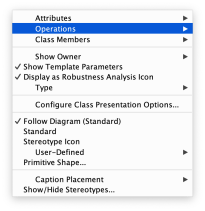 Attributes
Operations
Class Members
Show Owner
✓ Show Template Parameters
✓ Display as Robustness Analysis Icon
Type
Configure Class Presentation Options...
✓ Follow Diagram (Standard)
Standard
Stereotype Icon
User-Defined
Primitive Shape...
Caption Placement
Show/Hide Stereotypes...